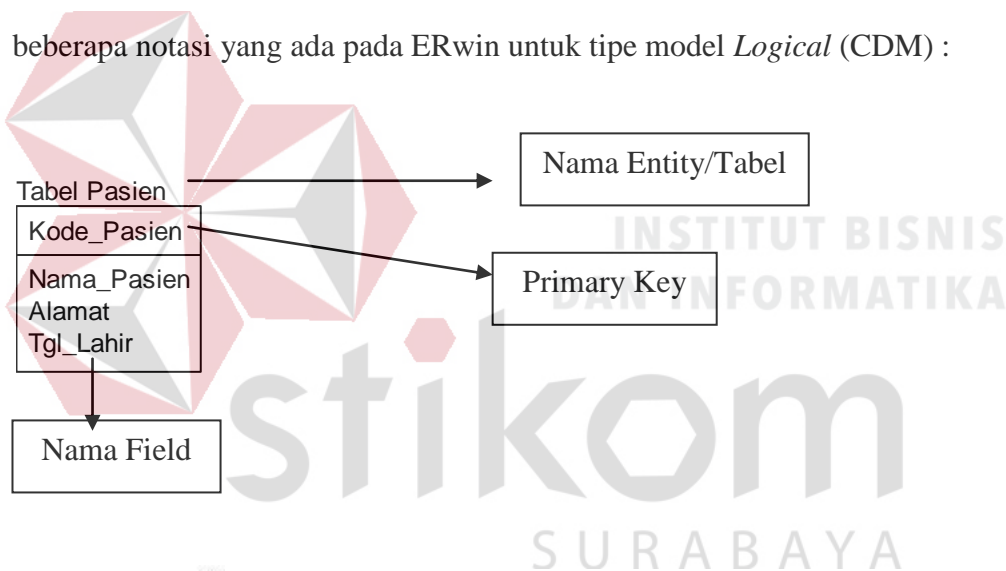 beberapa notasi yang ada pada ERwin untuk tipe model Logical (CDM) :
Nama Entity/Tabel
Tabel Pasien
Kode_Pasien
INSTITUT BISNIS
Primary Key
DAN INFORMATIKA
Nama_Pasien
Alamat
Tgl_Lahir
Nama Field
stikom
SURABAYA